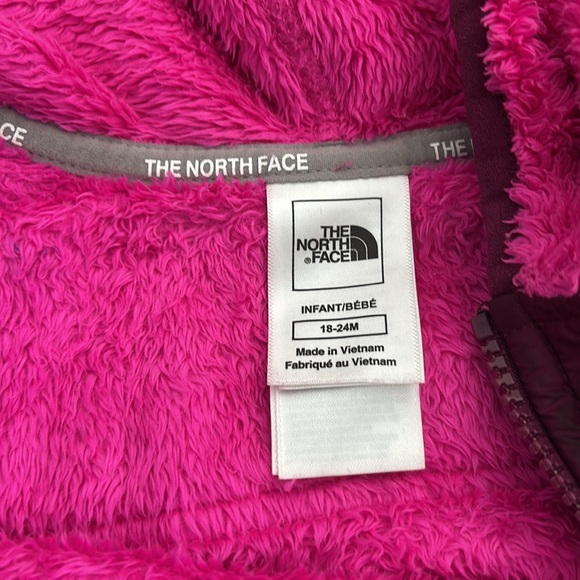 CE
THE NORTH FACE
THE
THE
NORTH
®FACE
INFANT/BÉBÉ
18-24M
Made in Vietnam
Fabriqué au Vietnam